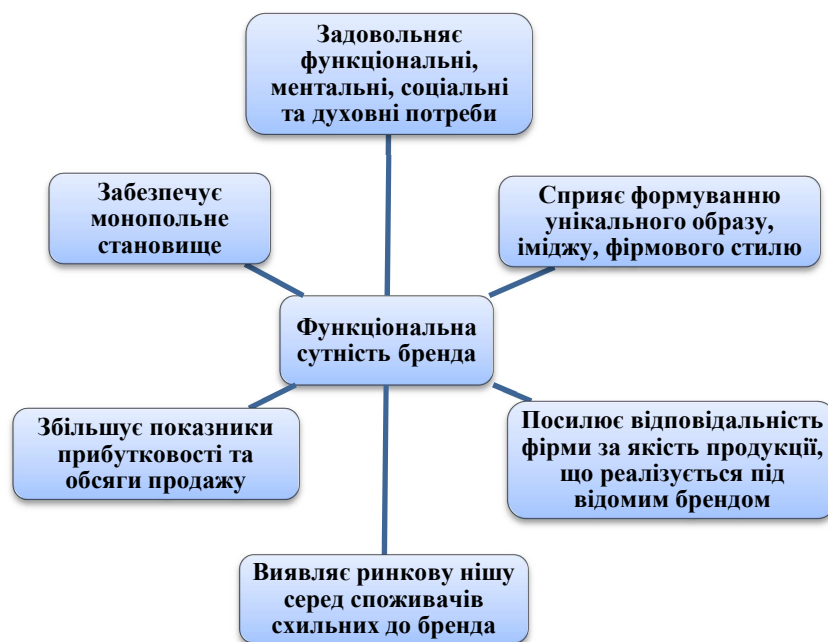 Задовольняє
функціональні,
ментальні, соціальні
та духовні потреби
Забезпечує
монопольне
становище
Сприяє формуванню
унікального образу,
іміджу, фірмового стилю
Функціональна
сутність бренда
Збільшує показники
прибутковості та
обсяги продажу
Посилює відповідальність
фірми за якість продукції,
що реалізується під
відомим брендом
Виявляє ринкову нішу
серед споживачів
схильних до бренда